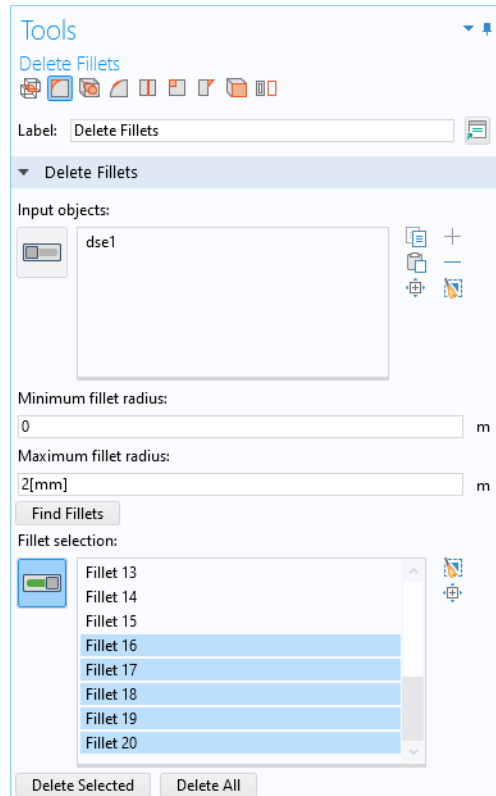 Tools
Delete Fillets
Label: Delete Fillets
Delete Fillets
Input objects:
dse1
Minimum fillet radius:
0 m
Maximum fillet radius:
2[mm] m
Find Fillets
Fillet selection:
Fillet 13
Fillet 14
Fillet 15
Fillet 16
Fillet 17
Fillet 18
Fillet 19
Fillet 20
Delete Selected Delete All